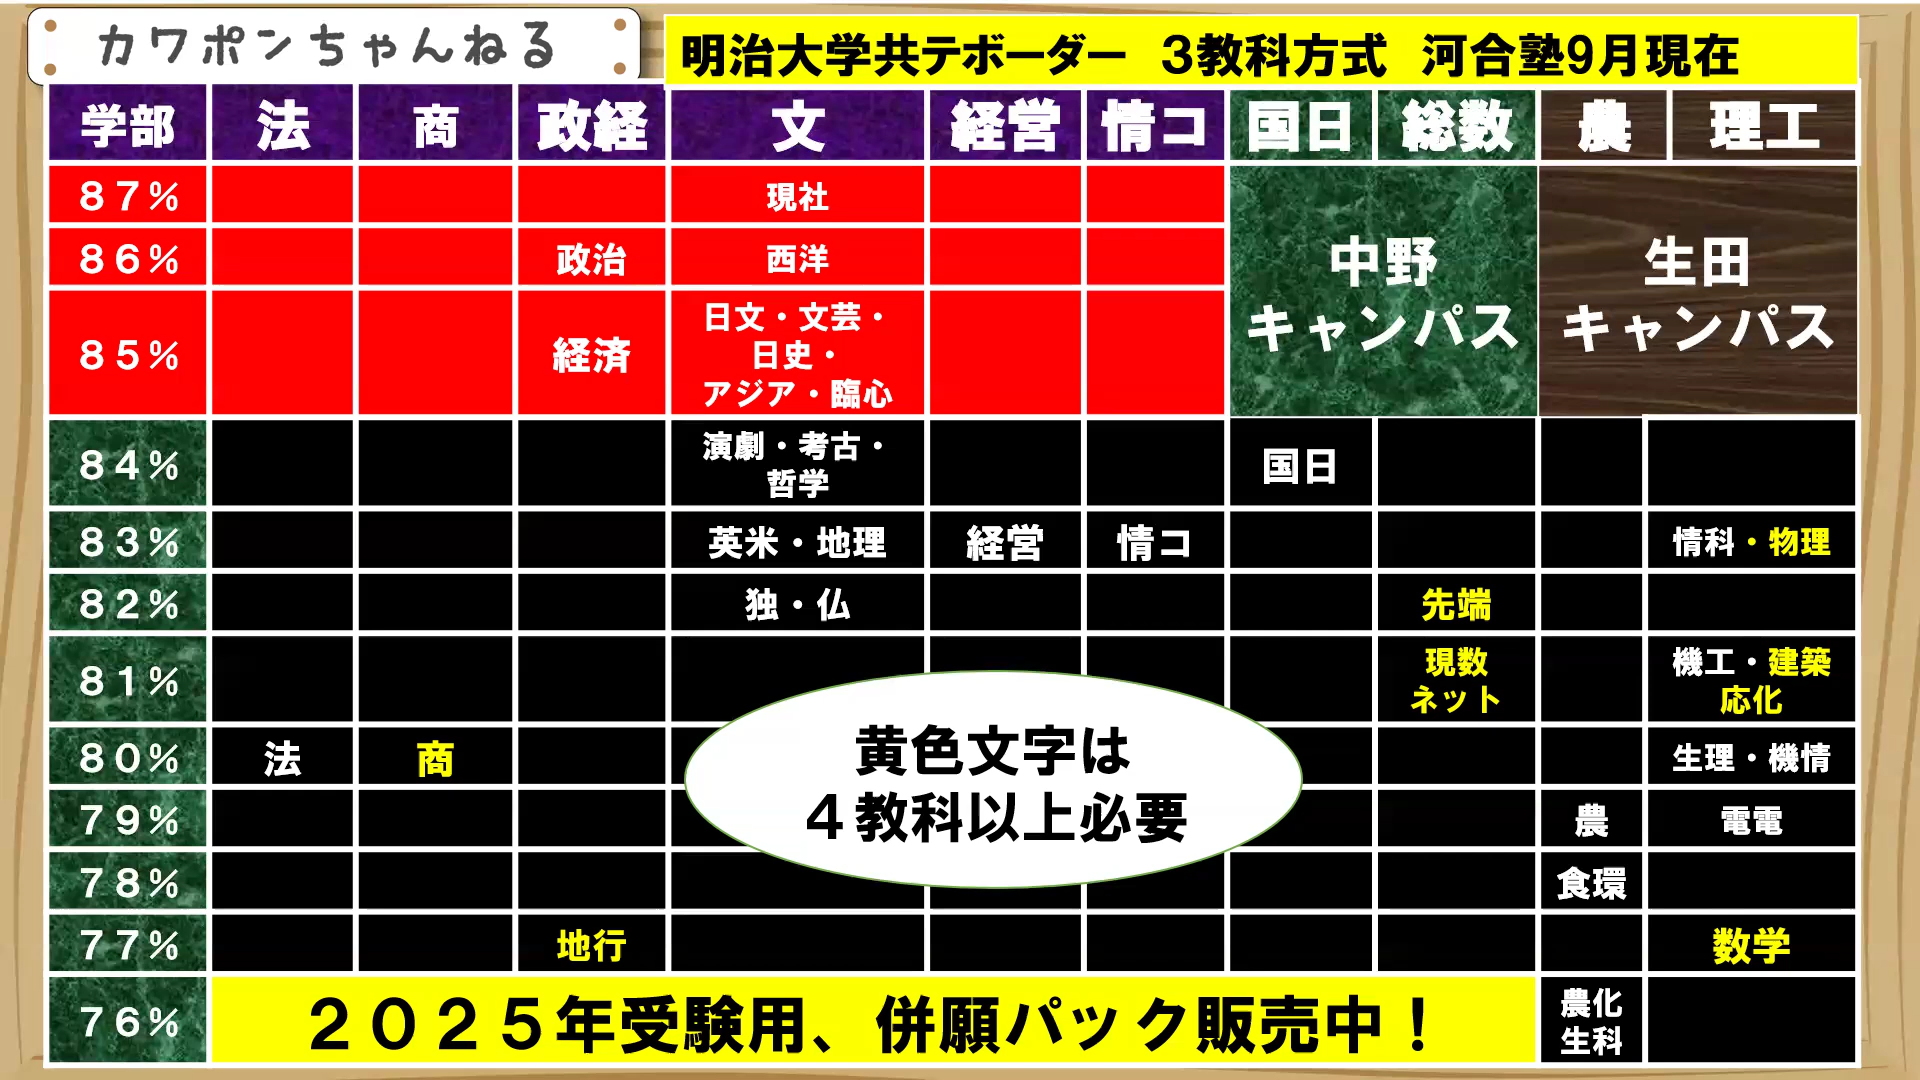 カワポンちゃんねる
明治大学共テボーダー　３教科方式　河合塾9月現在
学部 法 商 政経 文 経営 情コ 国日 総数 農 理工
８７％ 現社
８６％ 政治 西洋
中野
キャンパス
生田
キャンパス
８５％ 経済 日文・文芸・
日史・
アジア・臨心
８４％ 演劇・考古・
哲学 国日
８３％ 英米・地理 経営 情コ 情科・物理
８２％ 独・仏 先端
８１％ 現数
ネット 機工・建築
応化
８０％ 法 商 生理・機情
黄色文字は
４教科以上必要
７９％ 農 電電
７８％ 食環
７７％ 地行 数学
７６％ ２０２５年受験用、併願パック販売中！ 農化
生科